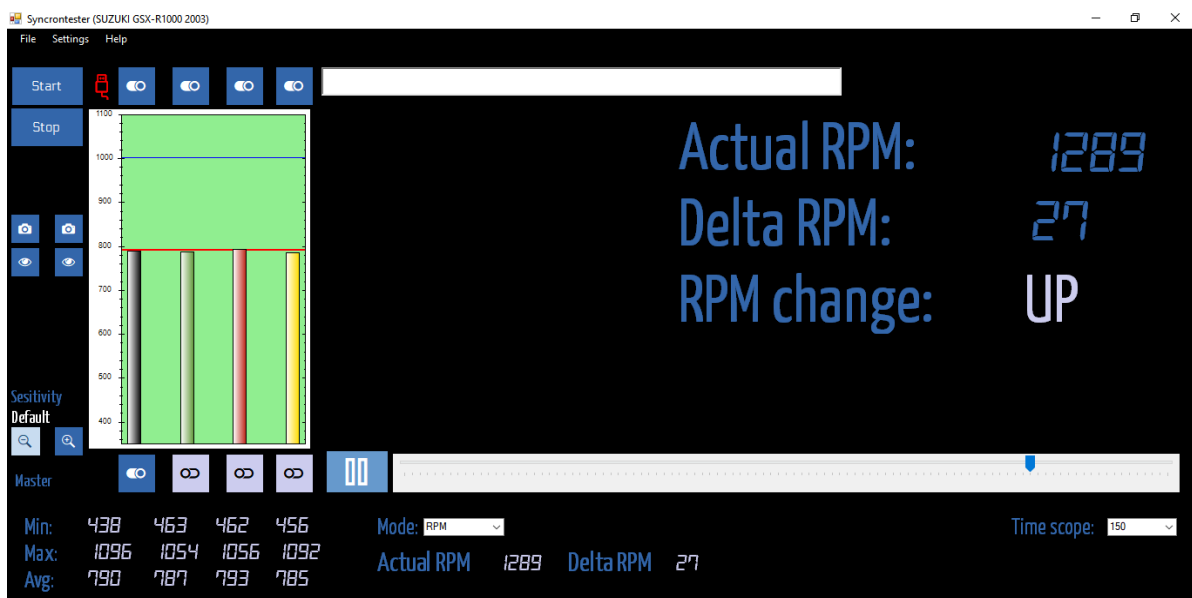 Syncrontester (SUZUKI GSX-R1000 2003)
File Settings Help
Start
Stop
1100
1000
900
800
700
600
500
400
Actual RPM: 1289
Delta RPM: 27
RPM change: UP
Sesitivity
Default
Master
Min: 438 463 462 456
Max: 1096 1054 1056 1092
Avg: 790 787 793 785
Mode: RPM
Time scope: 150
Actual RPM 1289 Delta RPM 27